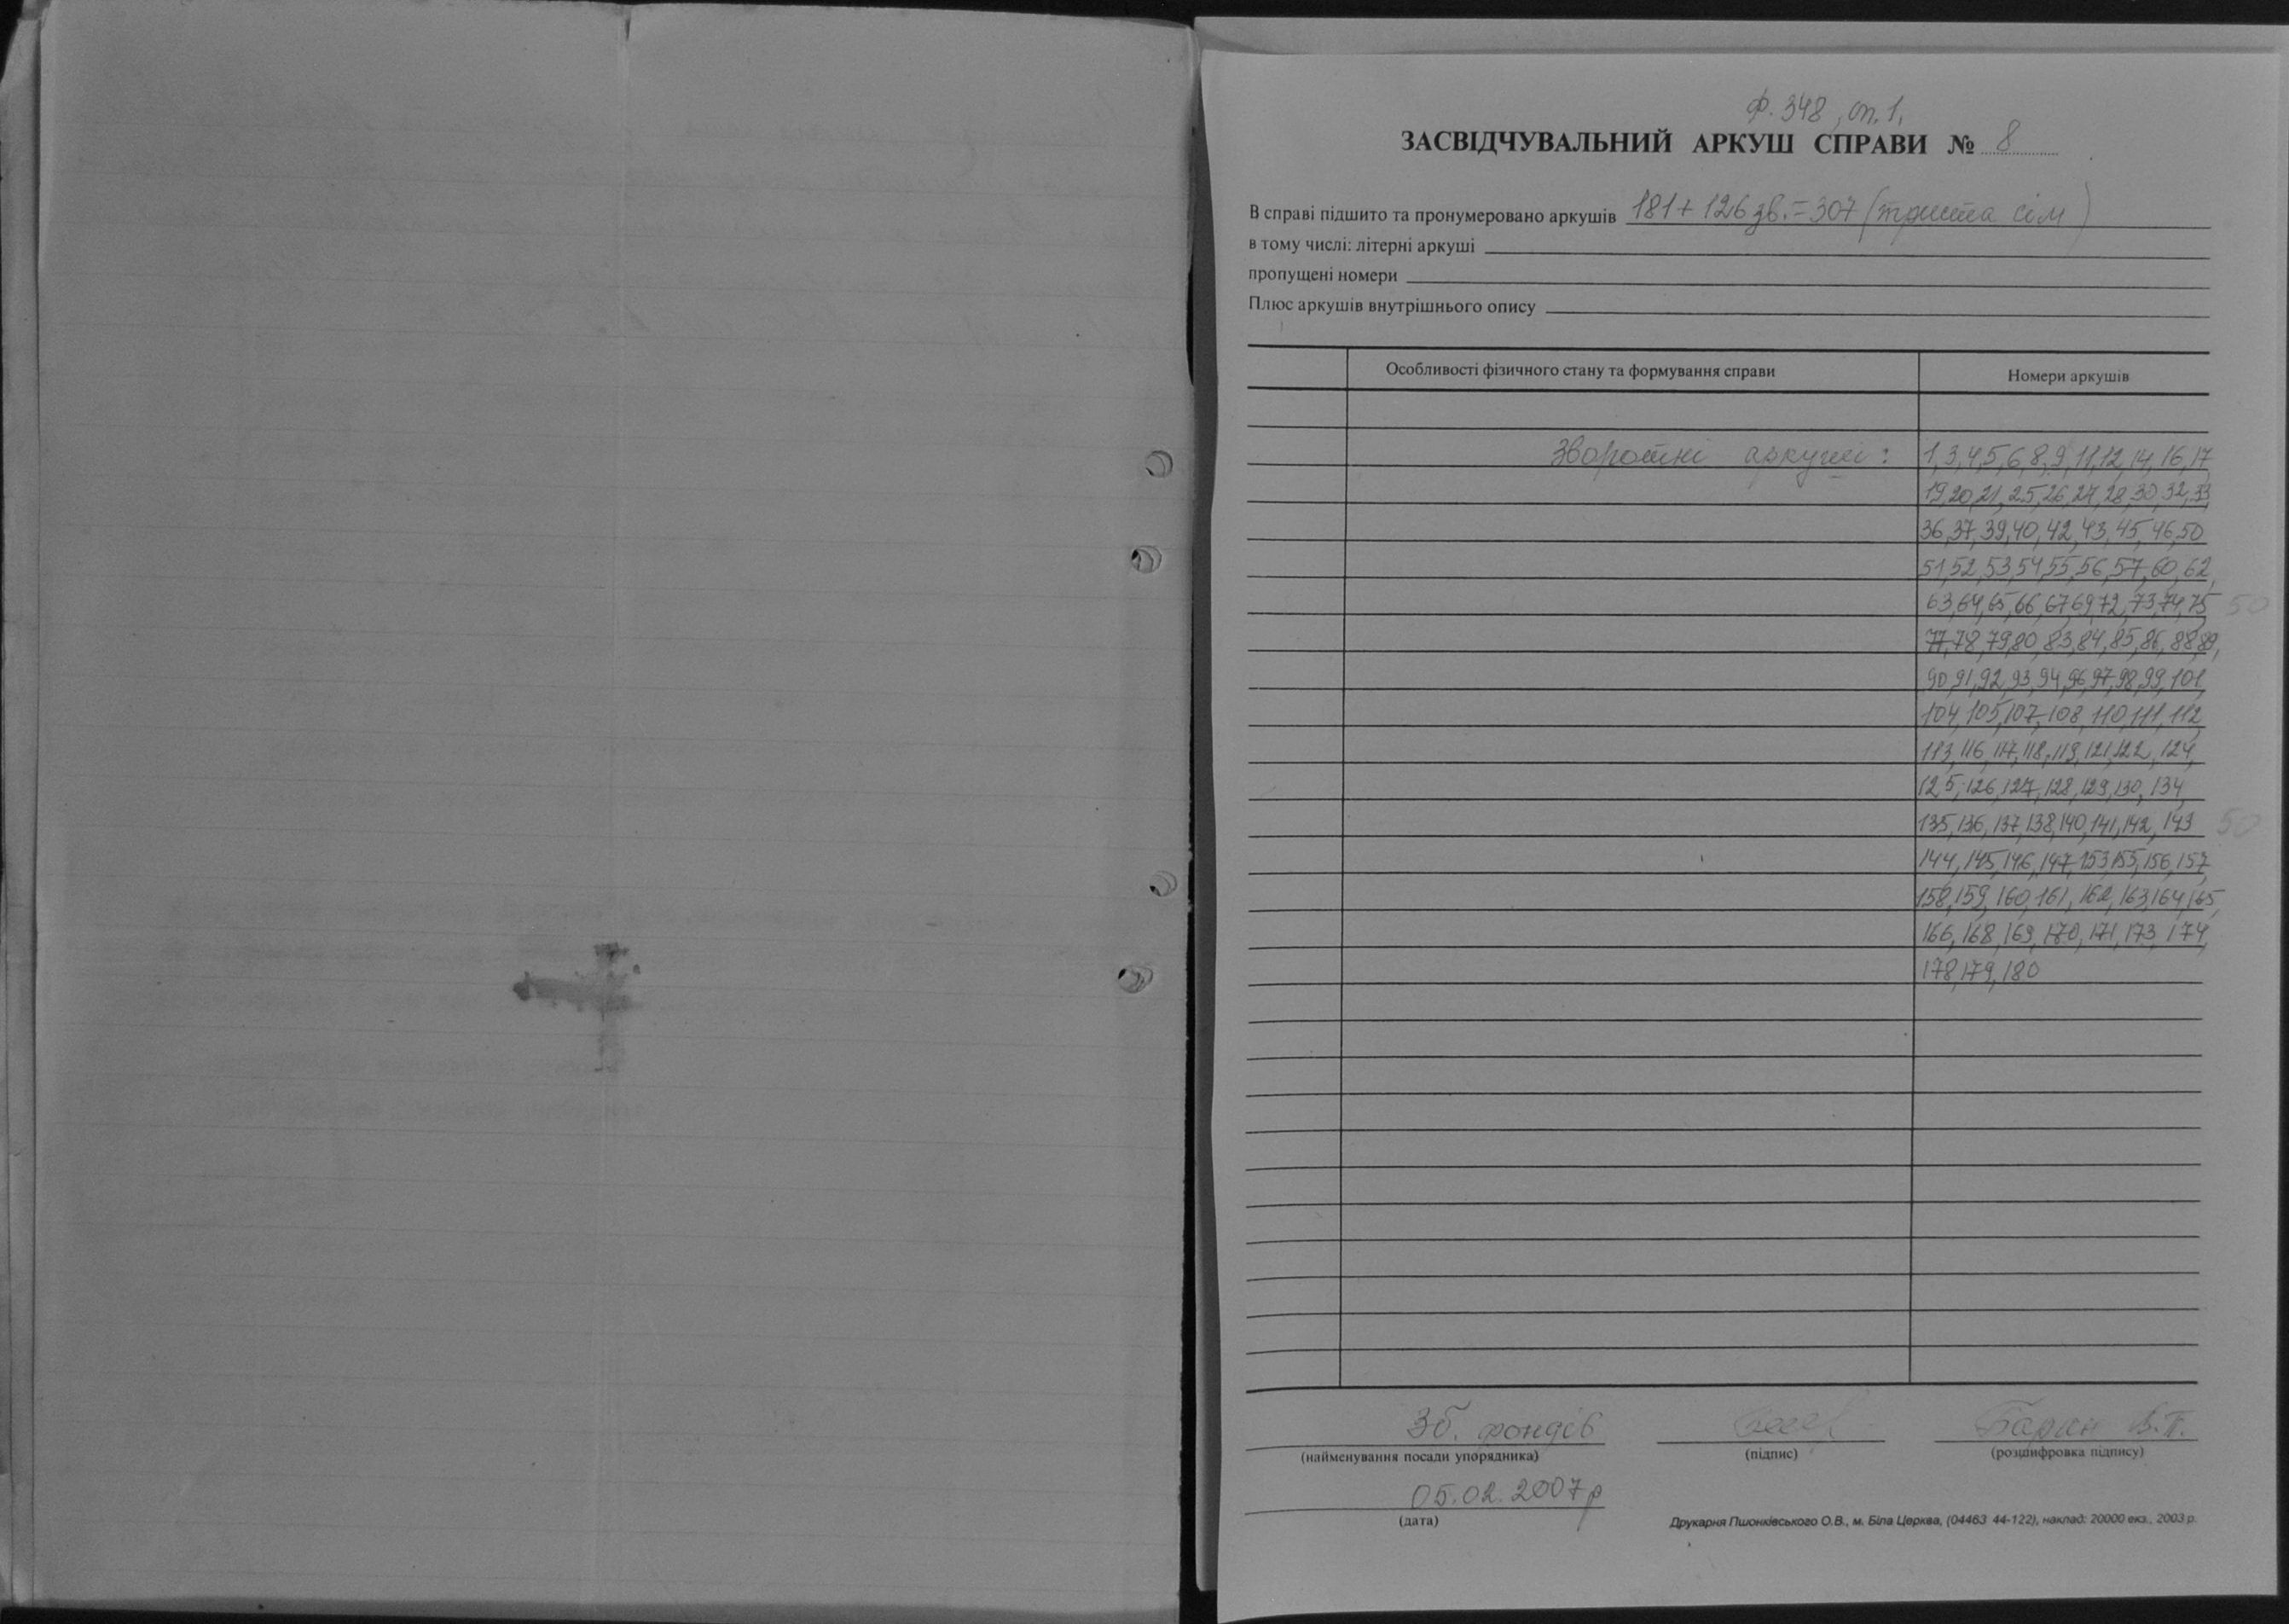 ф. 348, оп. 1.
ЗАСВІДЧУВАЛЬНИЙ АРКУШ СПРАВИ № 8
В справі підшито та пронумеровано аркушів 181 + 126 зв. = 307 (триста сім)
в тому числі: літерні аркуші
пропущені номери
Плюс аркушів внутрішнього опису
Особливості фізичного стану та формування справи Номери аркушів
Зворотні аркуші: 1, 3, 4, 5, 6, 8, 9, 11, 12, 14, 16, 17
19, 20, 21, 25, 26, 27, 28, 30, 32, 33
36, 37, 39, 40, 42, 43, 45, 46, 50
51, 52, 53, 54, 55, 56, 57, 60, 62,
63, 64, 65, 66, 67, 69, 72, 73, 74, 75 50
77, 78, 79, 80, 83, 84, 85, 86, 88, 89,
90, 91, 92, 93, 94, 96, 97, 98, 99, 101,
104, 105, 107, 108, 110, 111, 112,
113, 116, 117, 118, 119, 121, 122, 124,
125, 126, 127, 128, 129, 130, 134,
135, 136, 137, 138, 140, 141, 142, 143 50
144, 145, 146, 147, 153, 155, 156, 157,
158, 159, 160, 161, 162, 163, 164, 165,
166, 168, 169, 170, 171, 173, 174,
178, 179, 180
Зб. фондів Баран В.П.
(найменування посади упорядника) (підпис) (розшифровка підпису)
05.02.2007р
(дата)
Друкарня Пшонківського О.В., м. Біла Церква, (04463 44-122), наклад: 20000 екз., 2003 р.